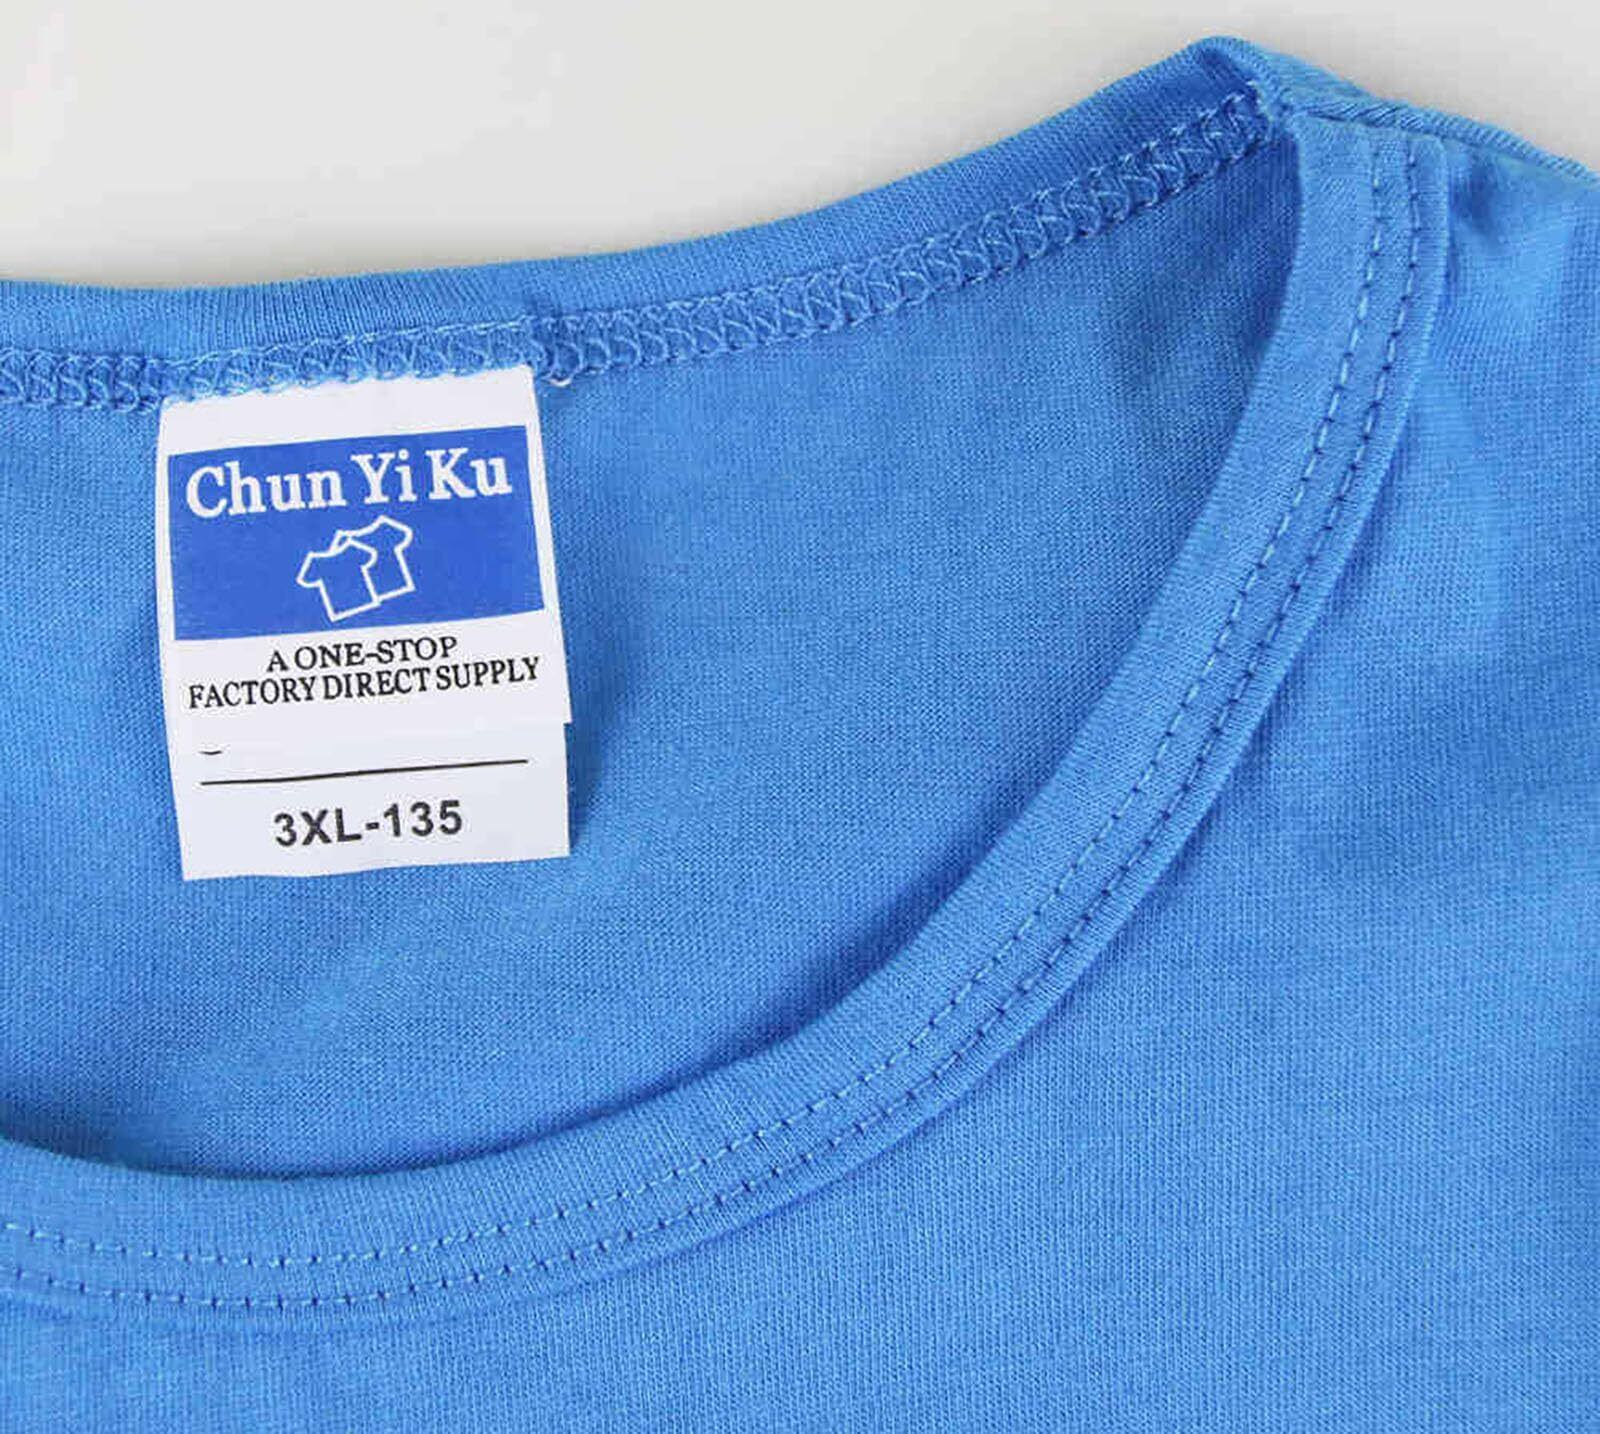 Chun Yi Ku
A ONE-STOP
FACTORY DIRECT SUPPLY
3XL-135